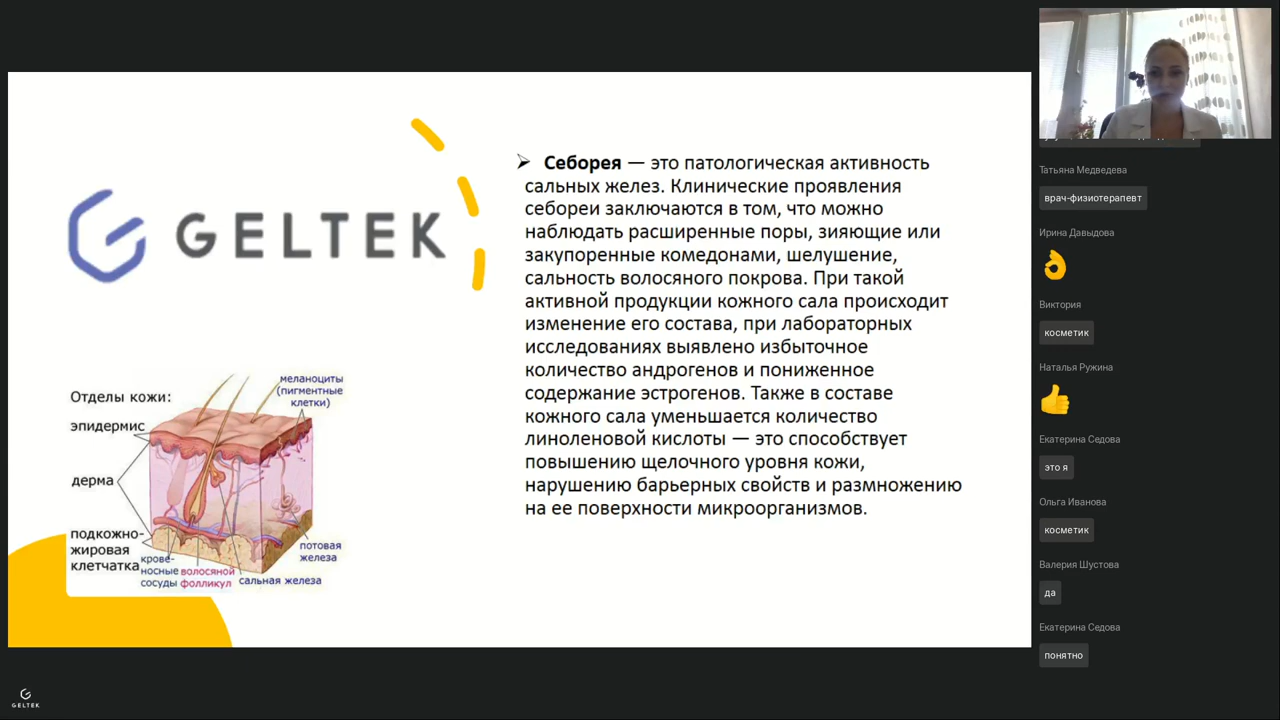 GELTEK
➢ Себорея — это патологическая активность
сальных желез. Клинические проявления
себореи заключаются в том, что можно
наблюдать расширенные поры, зияющие или
закупоренные комедонами, шелушение,
сальность волосяного покрова. При такой
активной продукции кожного сала происходит
изменение его состава, при лабораторных
исследованиях выявлено избыточное
количество андрогенов и пониженное
содержание эстрогенов. Также в составе
кожного сала уменьшается количество
линоленовой кислоты — это способствует
повышению щелочного уровня кожи,
нарушению барьерных свойств и размножению
на ее поверхности микроорганизмов.
Отделы кожи:
эпидермис
дерма
подкожно-
жировая
клетчатка
меланоциты
(пигментные
клетки)
крове-
носные
сосуды
волосяной
фолликул
сальная железа
потовая
железа
GELTEK
Татьяна Медведева
врач-физиотерапевт
Ирина Давыдова
Виктория
косметик
Наталья Ружина
Екатерина Седова
это я
Ольга Иванова
косметик
Валерия Шустова
да
Екатерина Седова
понятно